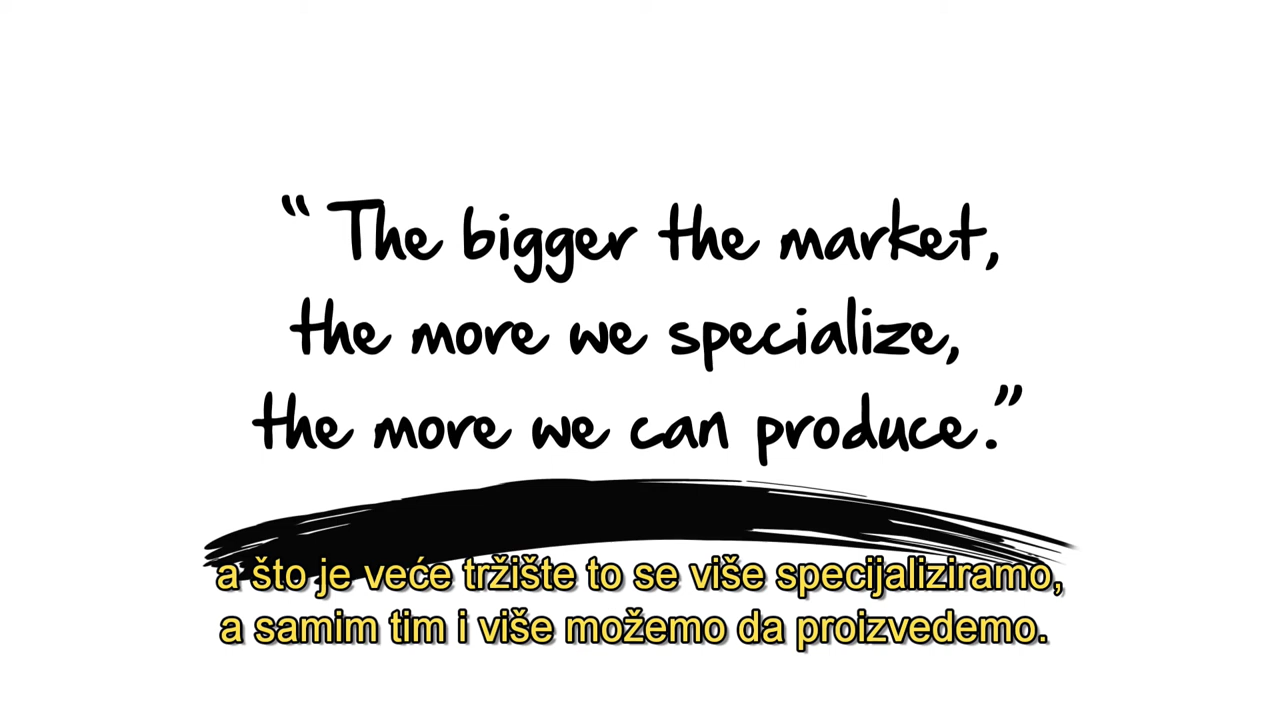 “ The bigger the market,
the more we specialize,
the more we can produce.”
a što je veće tržište to se više specijaliziramo,
a samim tim i više možemo da proizvedemo.